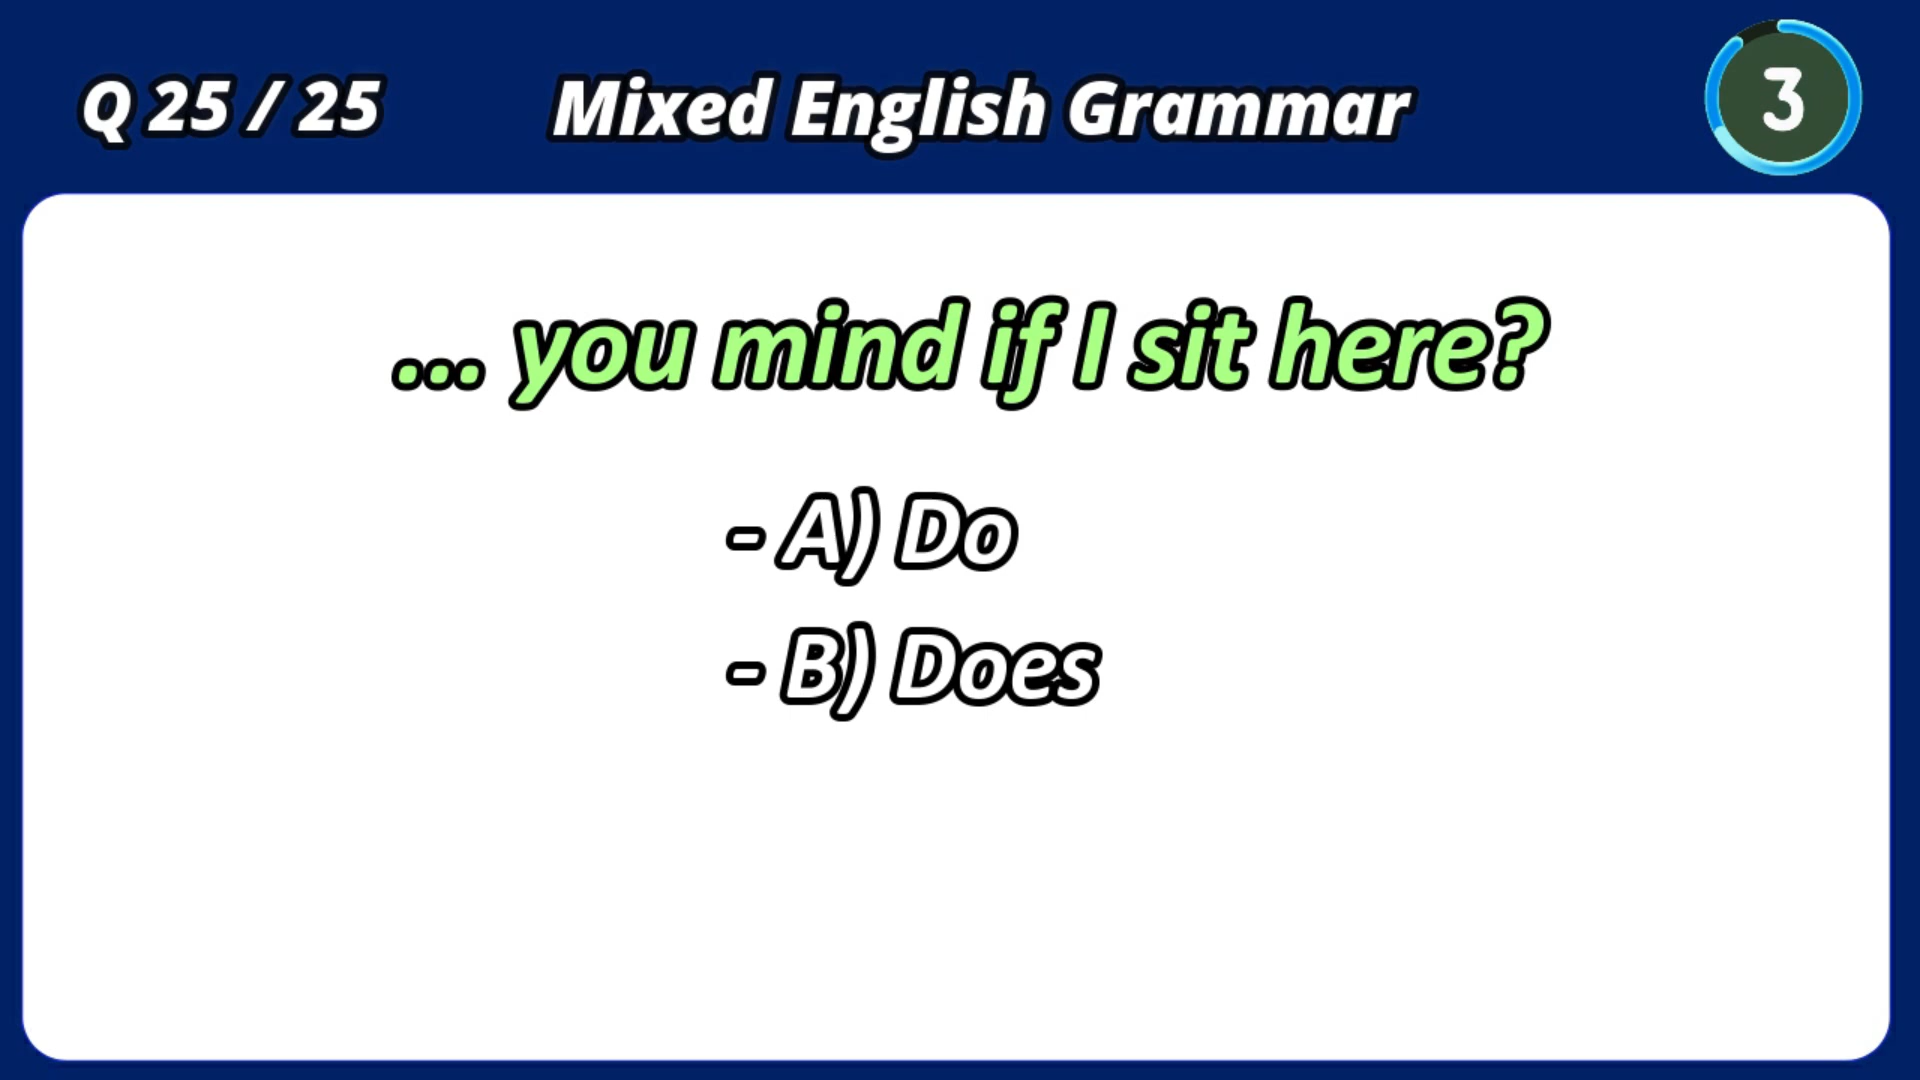 Q 25 / 25
Mixed English Grammar
3
... you mind if I sit here?
- A) Do
- B) Does